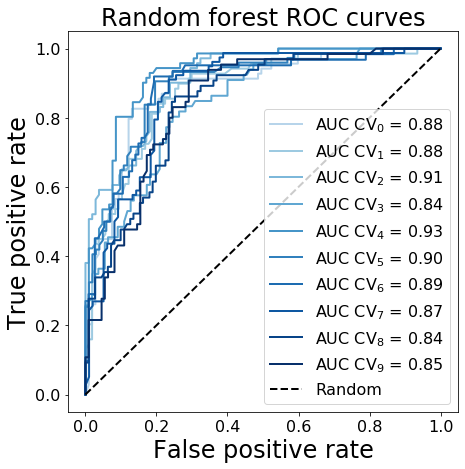 Random forest ROC curves
True positive rate
1.0
0.8
0.6
0.4
0.2
0.0
AUC CV₀ = 0.88
AUC CV₁ = 0.88
AUC CV₂ = 0.91
AUC CV₃ = 0.84
AUC CV₄ = 0.93
AUC CV₅ = 0.90
AUC CV₆ = 0.89
AUC CV₇ = 0.87
AUC CV₈ = 0.84
AUC CV₉ = 0.85
Random
0.0 0.2 0.4 0.6 0.8 1.0
False positive rate